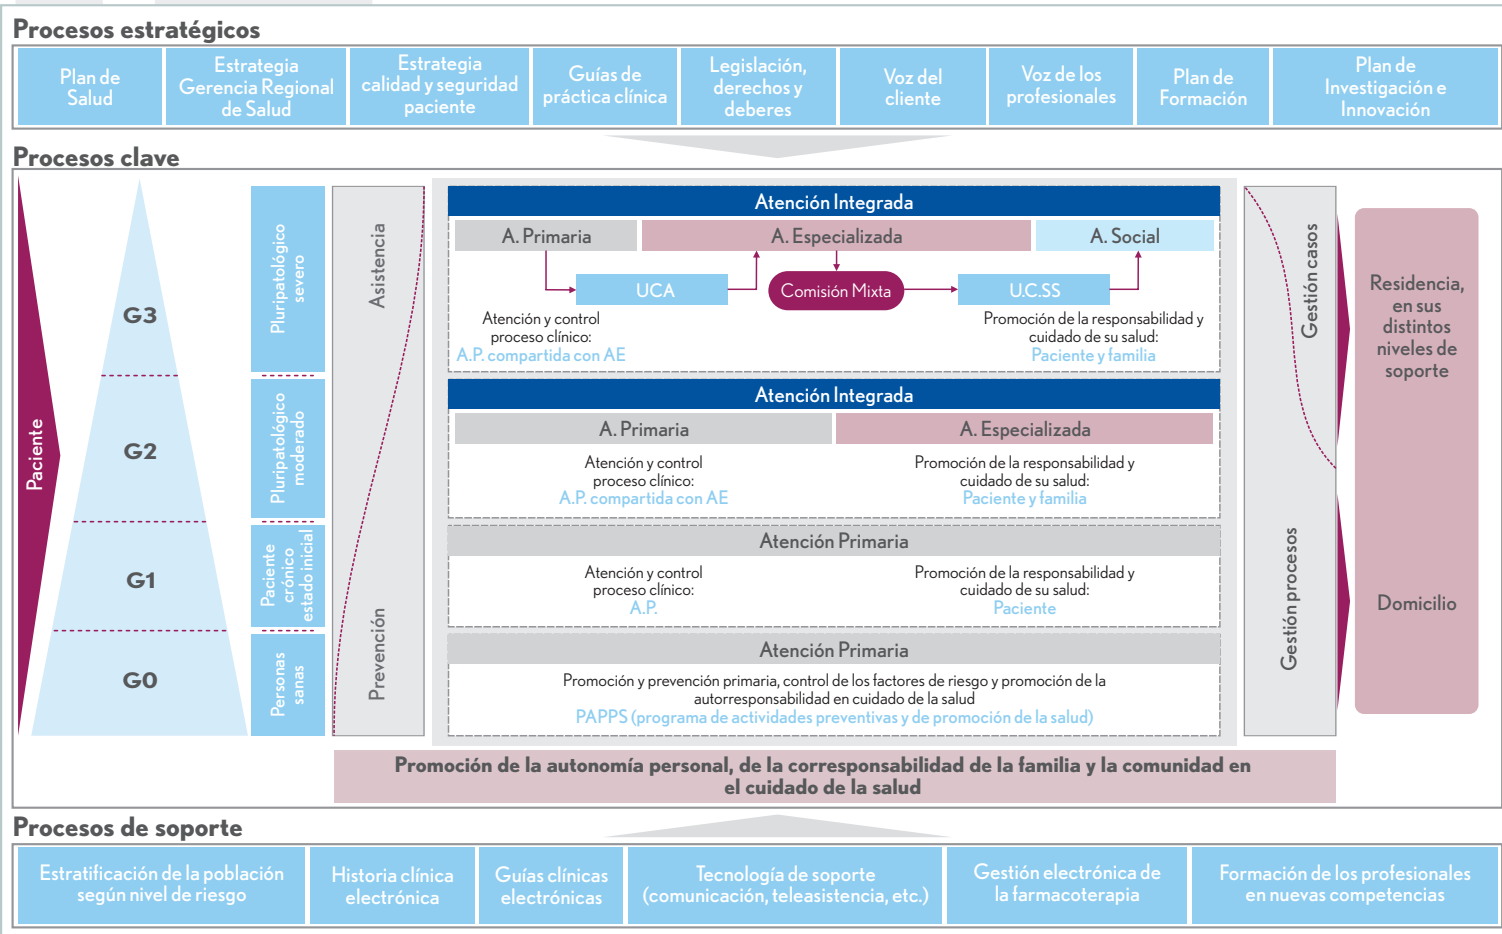 Procesos estratégicos
Plan de
Salud
Estrategia
Gerencia Regional
de Salud
Estrategia
calidad y seguridad
paciente
Guías de
práctica clínica
Legislación,
derechos y
deberes
Voz del
cliente
Voz de los
profesionales
Plan de
Formación
Plan de
Investigación e
Innovación
Procesos clave
Paciente
G3
G2
G1
G0
Pluripatológico
severo
Pluripatológico
moderado
Paciente
crónico
estado inicial
Personas
sanas
Asistencia
Prevención
Atención Integrada
A. Primaria
A. Especializada
A. Social
UCA
Comisión Mixta
U.C.SS
Atención y control
proceso clínico:
A.P. compartida con AE
Promoción de la responsabilidad y
cuidado de su salud:
Paciente y familia
Atención Integrada
A. Primaria
A. Especializada
Atención y control
proceso clínico:
A.P. compartida con AE
Promoción de la responsabilidad y
cuidado de su salud:
Paciente y familia
Atención Primaria
Atención y control
proceso clínico:
A.P.
Promoción de la responsabilidad y
cuidado de su salud:
Paciente
Atención Primaria
Promoción y prevención primaria, control de los factores de riesgo y promoción de la
autorresponsabilidad en cuidado de la salud
PAPPS (programa de actividades preventivas y de promoción de la salud)
Gestión casos
Gestión procesos
Residencia,
en sus
distintos
niveles de
soporte
Domicilio
Promoción de la autonomía personal, de la corresponsabilidad de la familia y la comunidad en
el cuidado de la salud
Procesos de soporte
Estratificación de la población
según nivel de riesgo
Historia clínica
electrónica
Guías clínicas
electrónicas
Tecnología de soporte
(comunicación, teleasistencia, etc.)
Gestión electrónica de
la farmacoterapia
Formación de los profesionales
en nuevas competencias